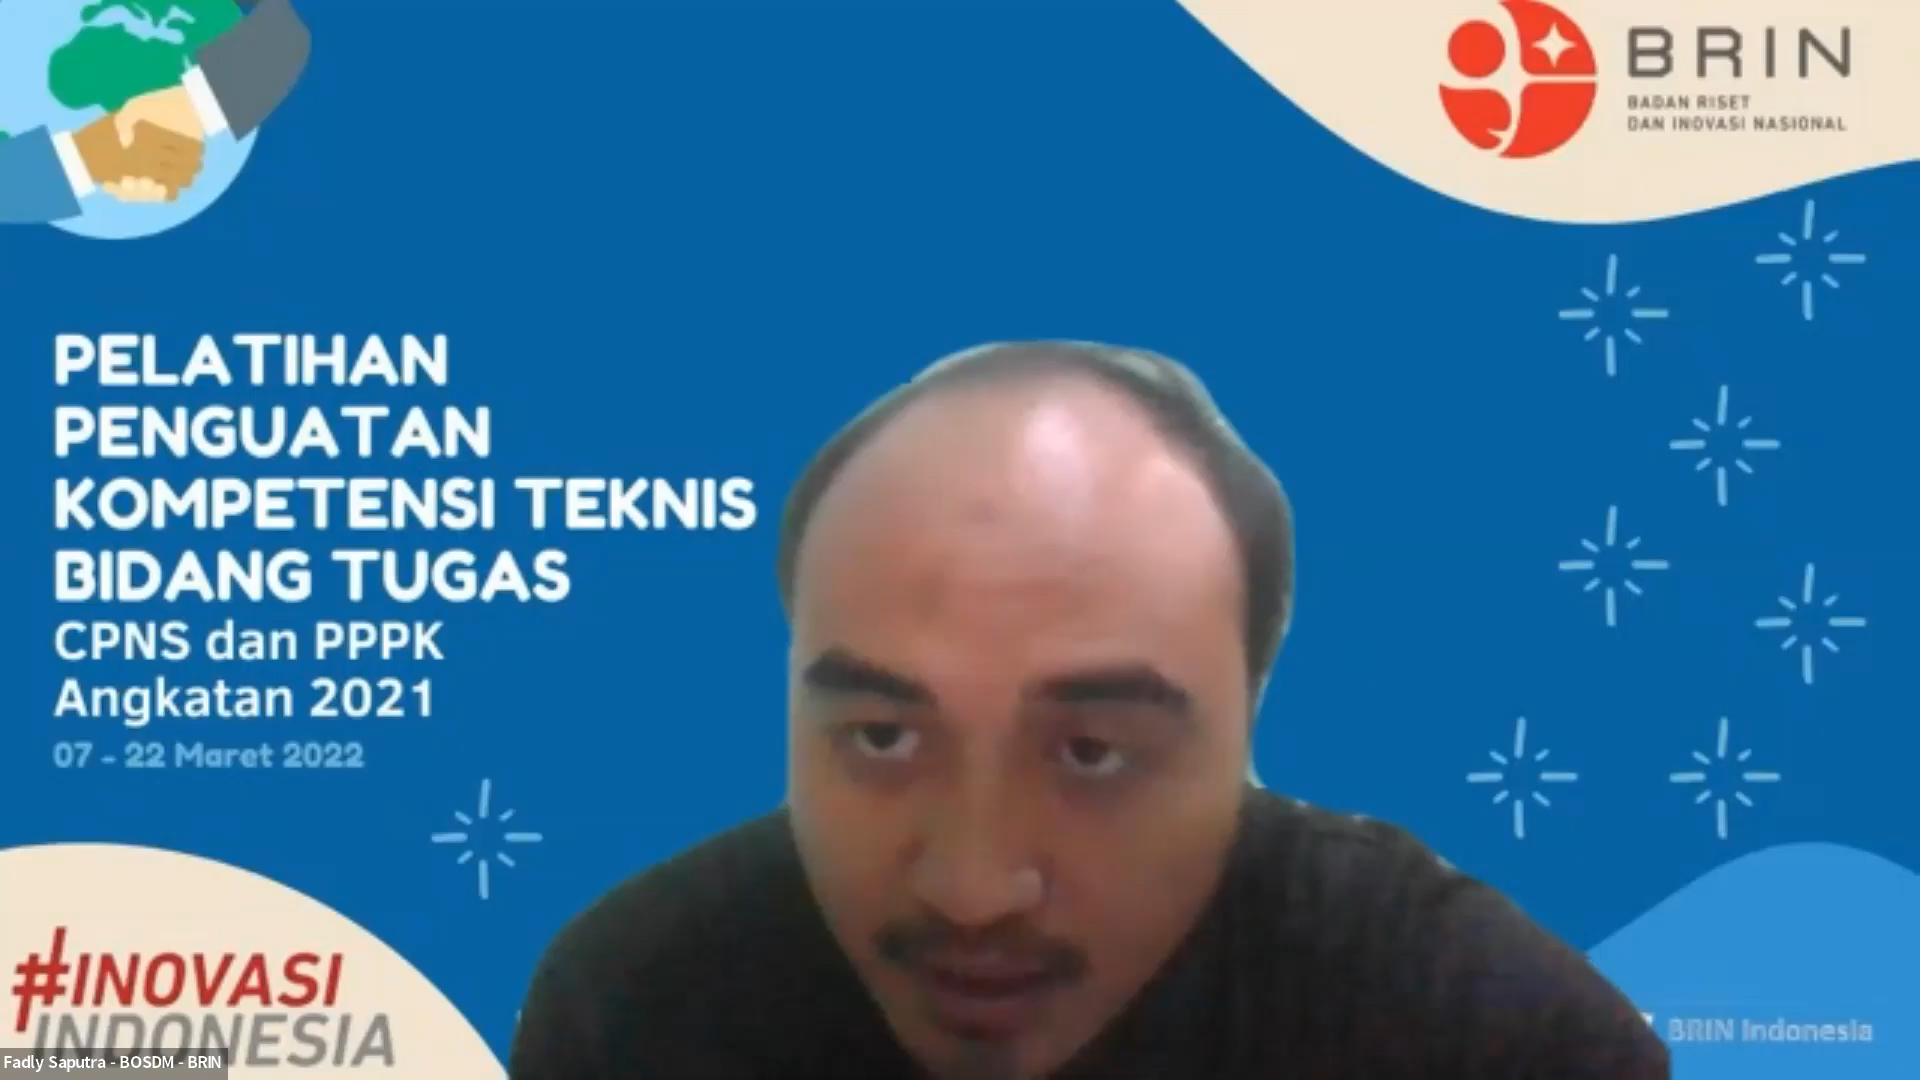 BRIN
BADAN RISET
DAN INOVASI NASIONAL
PELATIHAN
PENGUATAN
KOMPETENSI TEKNIS
BIDANG TUGAS
CPNS dan PPPK
Angkatan 2021
07 - 22 Maret 2022
#INOVASI
INDONESIA
BRIN Indonesia
Fadly Saputra - BOSDM - BRIN